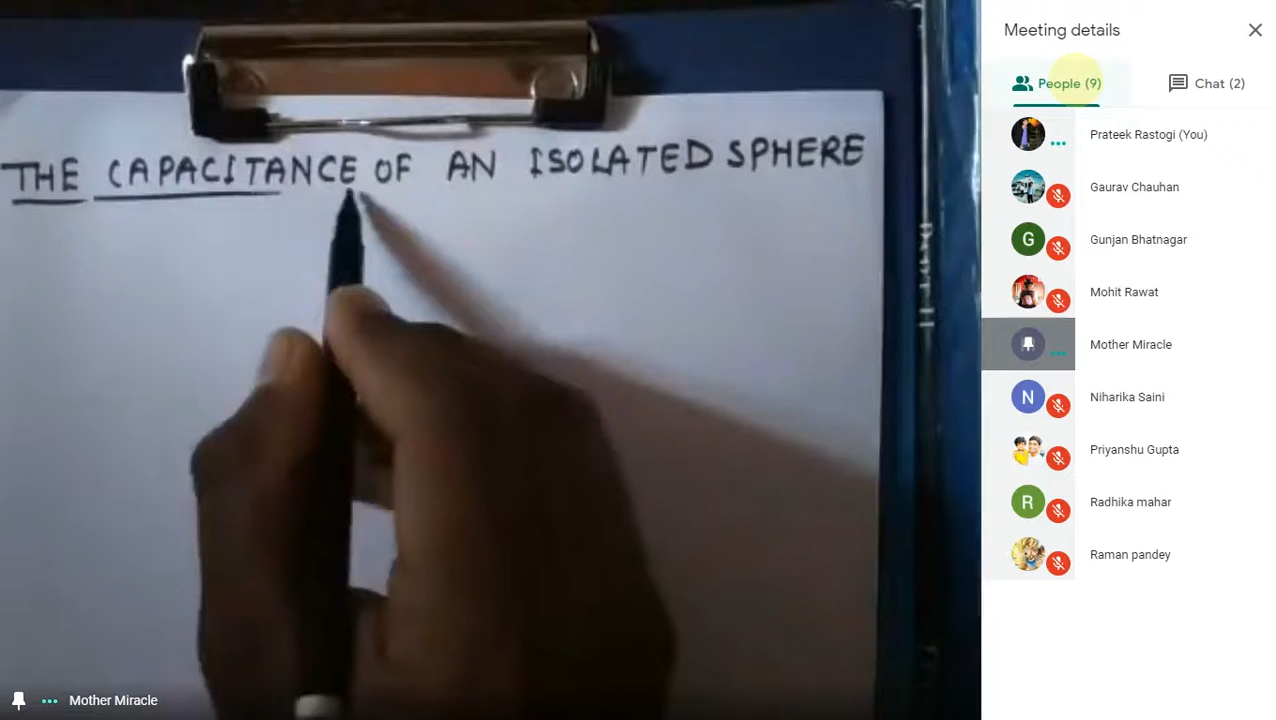 Meeting details
People (9)
Chat (2)
THE CAPACITANCE OF AN ISOLATED SPHERE
Prateek Rastogi (You)
Gaurav Chauhan
G
Gunjan Bhatnagar
Mohit Rawat
Mother Miracle
N
Niharika Saini
Priyanshu Gupta
R
Radhika mahar
Raman pandey
Mother Miracle